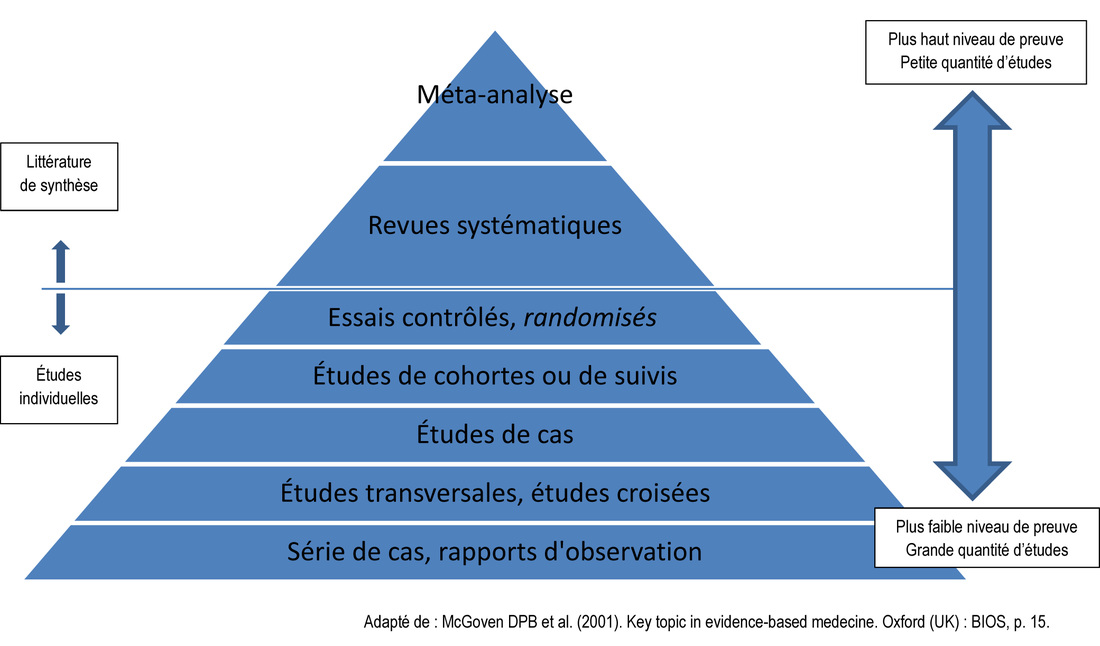 Plus haut niveau de preuve
Petite quantité d'études
Méta-analyse
Littérature
de synthèse
Revues systématiques
Essais contrôlés, randomisés
Études de cohortes ou de suivis
Études
individuelles
Études de cas
Études transversales, études croisées
Plus faible niveau de preuve
Grande quantité d'études
Série de cas, rapports d'observation
Adapté de : McGoven DPB et al. (2001). Key topic in evidence-based medecine. Oxford (UK) : BIOS, p. 15.